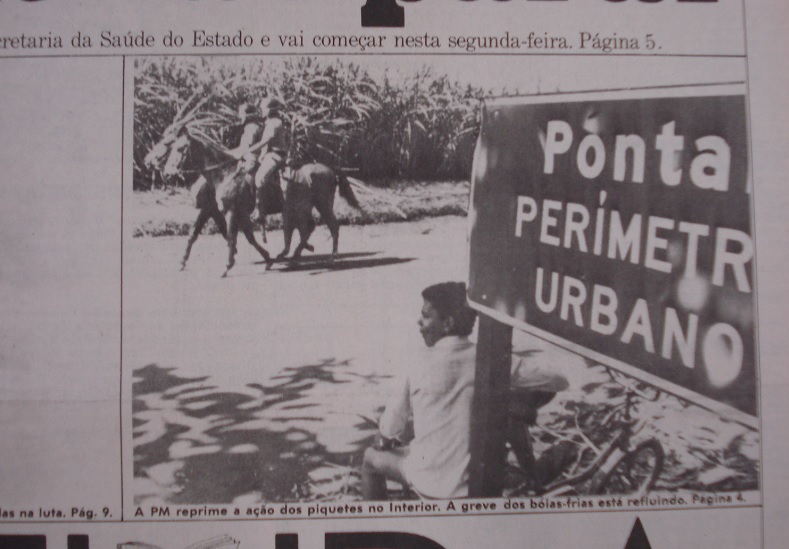 cretaria da Saúde do Estado e vai começar nesta segunda-feira. Página 5.
Ponta
PERÍMETR
URBANO
las na luta. Pág. 9.
A PM reprime a ação dos piquetes no Interior. A greve dos bóias-frias está refluindo. Página 4.